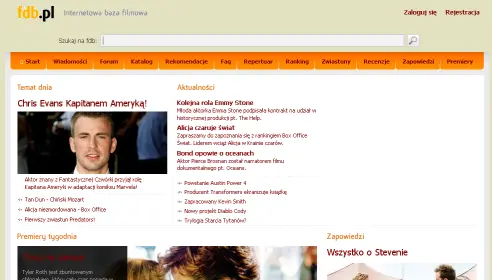 fdb.pl
Internetowa baza filmowa
Zaloguj się
Rejestracja
Szukaj na fdb:
Start
Wiadomości
Forum
Katalog
Rekomendacje
Faq
Repertuar
Ranking
Zwiastuny
Recenzje
Zapowiedzi
Premiery
Temat dnia
Chris Evans Kapitanem Ameryką!
Aktor znany z Fantastycznej Czwórki przyjął rolę
Kapitana Ameryki w adaptacji komiksu Marvela!
Tan Dun - Chiński Mozart
Alicja niezmordowana - Box Office
Pierwszy zwiastun Predators!
Aktualności
Kolejna rola Emmy Stone
Młoda aktorka Emma Stone podpisała kontrakt na udział w
historycznej produkcji pt. The Help.
Alicja czaruje świat
Zapraszamy do zapoznania się z rankingiem Box Office
Świat. Liderem wciąż Alicja w Krainie czarów.
Bond opowie o oceanach
Aktor Pierce Brosnan został narratorem filmu
dokumentalnego pt. Oceans.
Powstanie Austin Power 4
Producent Transformers ekranizuje książkę
Zapracowany Kevin Smith
Nowy projekt Diablo Cody
Trylogia Starcia Tytanów?
Premiery tygodnia
Tyler Roth jest zbuntowanym
Zapowiedzi
Wszystko o Stevenie